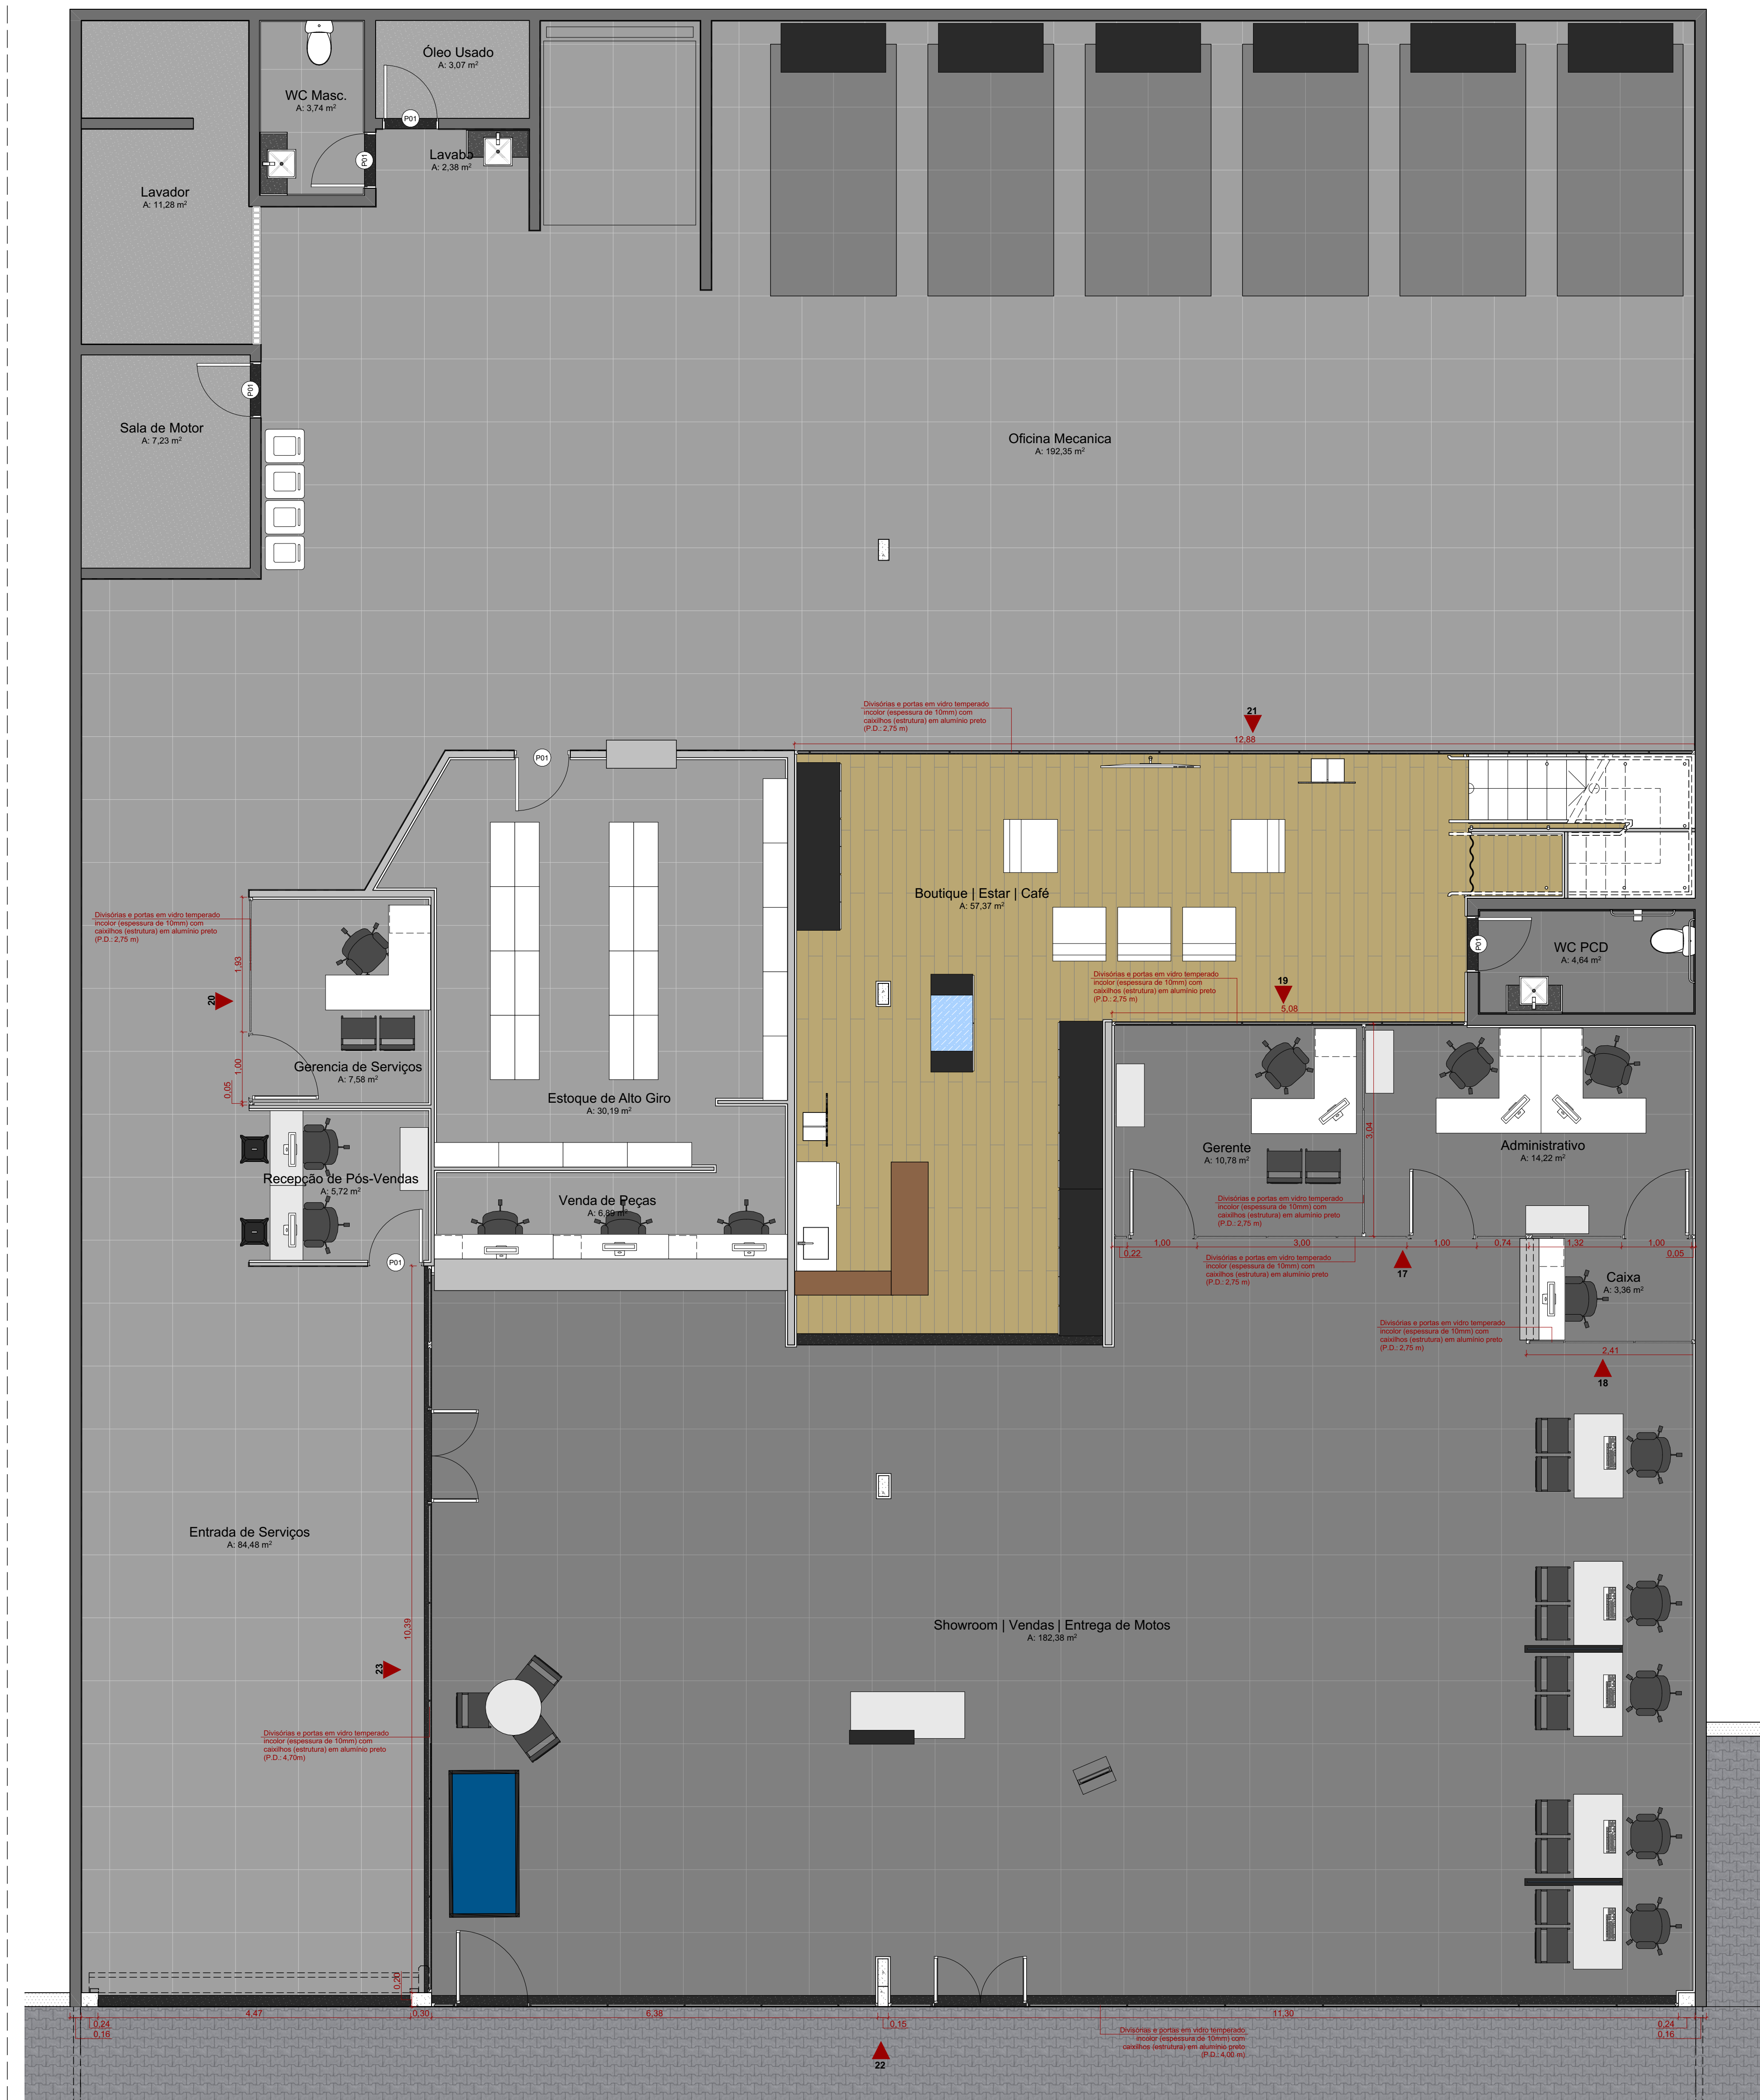 Óleo Usado
A: 3,07 m²
WC Masc.
A: 3,74 m²
P01
P01
Lavabo
A: 2,38 m²
Lavador
A: 11,28 m²
P01
Sala de Motor
A: 7,23 m²
Oficina Mecanica
A: 192,35 m²
Divisórias e portas em vidro temperado
incolor (espessura de 10mm) com
caixilhos (estrutura) em alumínio preto
(P.D.: 2,75 m)
21
12,88
P01
Boutique | Estar | Café
A: 57,37 m²
Divisórias e portas em vidro temperado
incolor (espessura de 10mm) com
caixilhos (estrutura) em alumínio preto
(P.D.: 2,75 m)
1,93
20
1,00
0,05
P01
WC PCD
A: 4,64 m²
Divisórias e portas em vidro temperado
incolor (espessura de 10mm) com
caixilhos (estrutura) em alumínio preto
(P.D.: 2,75 m)
19
5,08
Gerencia de Serviços
A: 7,58 m²
Estoque de Alto Giro
A: 30,19 m²
3,04
Gerente
A: 10,78 m²
Administrativo
A: 14,22 m²
Recepção de Pós-Vendas
A: 5,72 m²
Venda de Peças
A: 6,89 m²
Divisórias e portas em vidro temperado
incolor (espessura de 10mm) com
caixilhos (estrutura) em alumínio preto
(P.D.: 2,75 m)
1,00
3,00
1,00
0,74
1,32
1,00
0,22
0,05
Divisórias e portas em vidro temperado
incolor (espessura de 10mm) com
caixilhos (estrutura) em alumínio preto
(P.D.: 2,75 m)
17
P01
Caixa
A: 3,36 m²
Divisórias e portas em vidro temperado
incolor (espessura de 10mm) com
caixilhos (estrutura) em alumínio preto
(P.D.: 2,75 m)
2,41
18
Entrada de Serviços
A: 84,48 m²
10,39
Showroom | Vendas | Entrega de Motos
A: 182,38 m²
23
Divisórias e portas em vidro temperado
incolor (espessura de 10mm) com
caixilhos (estrutura) em alumínio preto
(P.D.: 4,70m)
0,20
4,47
0,30
6,38
11,30
0,24
0,16
0,15
0,24
0,16
Divisórias e portas em vidro temperado
incolor (espessura de 10mm) com
caixilhos (estrutura) em alumínio preto
(P.D.: 4,00 m)
22